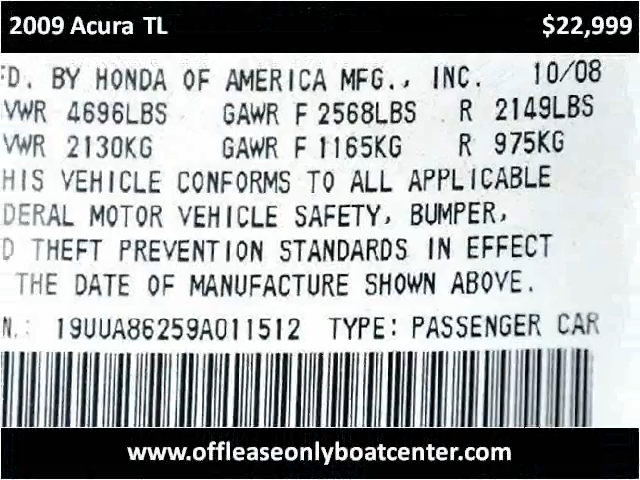 2009 Acura TL $22,999
FD. BY HONDA OF AMERICA MFG., INC. 10/08
VWR 4696LBS GAWR F 2568LBS R 2149LBS
VWR 2130KG GAWR F 1165KG R 975KG
HIS VEHICLE CONFORMS TO ALL APPLICABLE
DERAL MOTOR VEHICLE SAFETY, BUMPER,
D THEFT PREVENTION STANDARDS IN EFFECT
THE DATE OF MANUFACTURE SHOWN ABOVE.
N.: 19UUA86259A011512 TYPE: PASSENGER CAR
www.offleaseonlyboatcenter.com